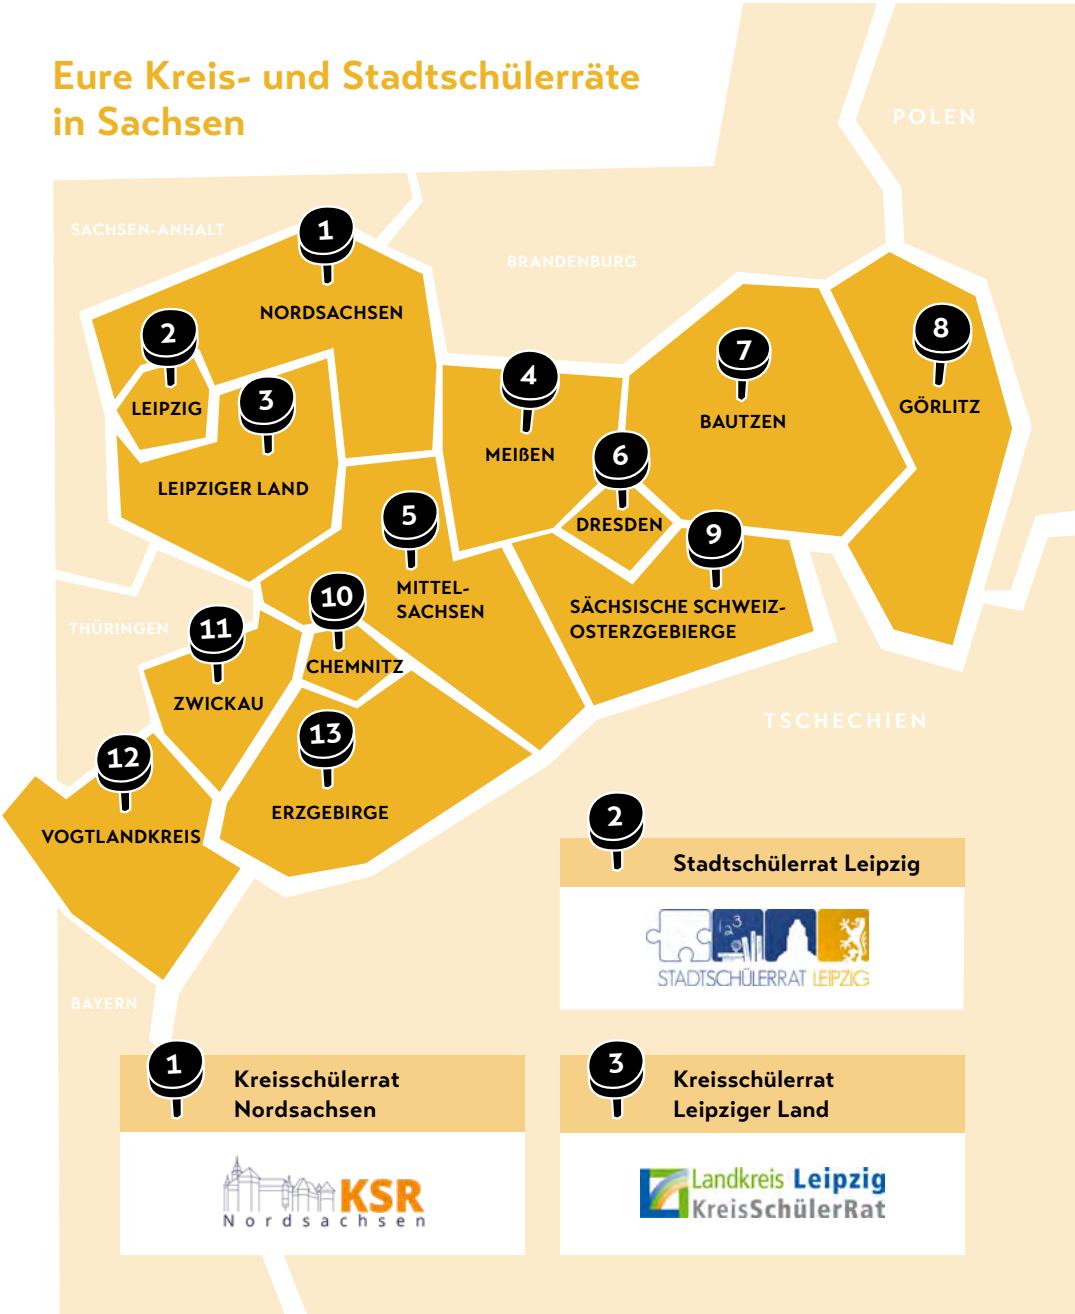 Eure Kreis- und Stadtschülerräte
in Sachsen
POLEN
SACHSEN-ANHALT
1
BRANDENBURG
NORDSACHSEN
2
LEIPZIG
3
LEIPZIGER LAND
4
MEIßEN
7
BAUTZEN
8
GÖRLITZ
6
DRESDEN
5
MITTEL-
SACHSEN
9
SÄCHSISCHE SCHWEIZ-
OSTERZGEBIERGE
10
CHEMNITZ
THÜRINGEN
11
ZWICKAU
TSCHECHIEN
12
VOGTLANDKREIS
13
ERZGEBIRGE
BAYERN
2
Stadtschülerrat Leipzig
123
STADTSCHÜLERRAT LEIPZIG
1
Kreisschülerrat
Nordsachsen
KSR
Nordsachsen
3
Kreisschülerrat
Leipziger Land
Landkreis Leipzig
KreisSchülerRat